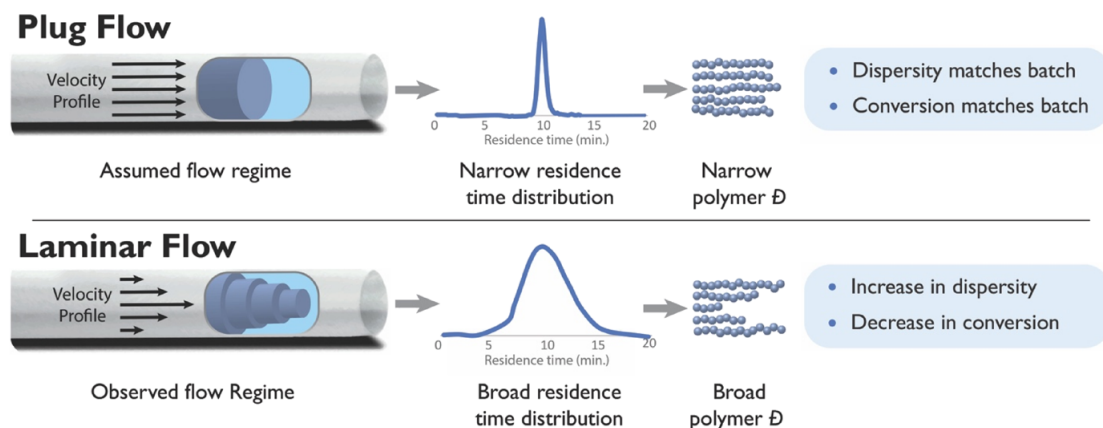 Plug Flow
Velocity
Profile
Assumed flow regime
0 5 10 15 20
Residence time (min.)
Narrow residence
time distribution
Narrow
polymer Đ
• Dispersity matches batch
• Conversion matches batch
Laminar Flow
Velocity
Profile
Observed flow Regime
0 5 10 15 20
Residence time (min.)
Broad residence
time distribution
Broad
polymer Đ
• Increase in dispersity
• Decrease in conversion